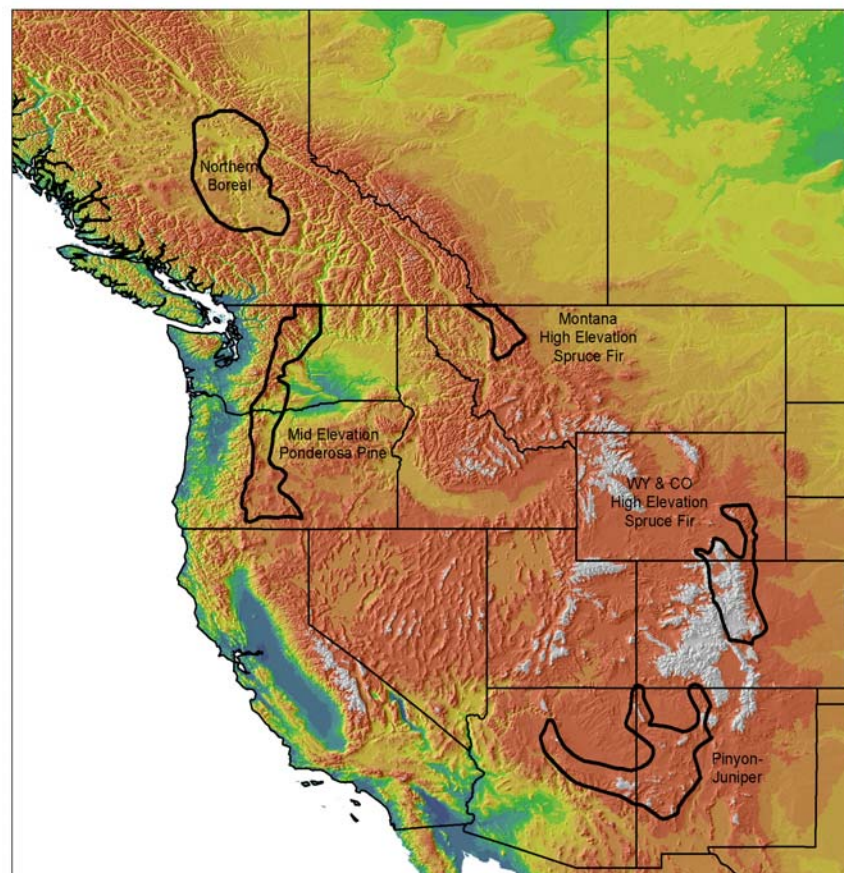 Northern
Boreal
Montana
High Elevation
Spruce Fir
Mid Elevation
Ponderosa Pine
WY & CO
High Elevation
Spruce Fir
Pinyon-
Juniper